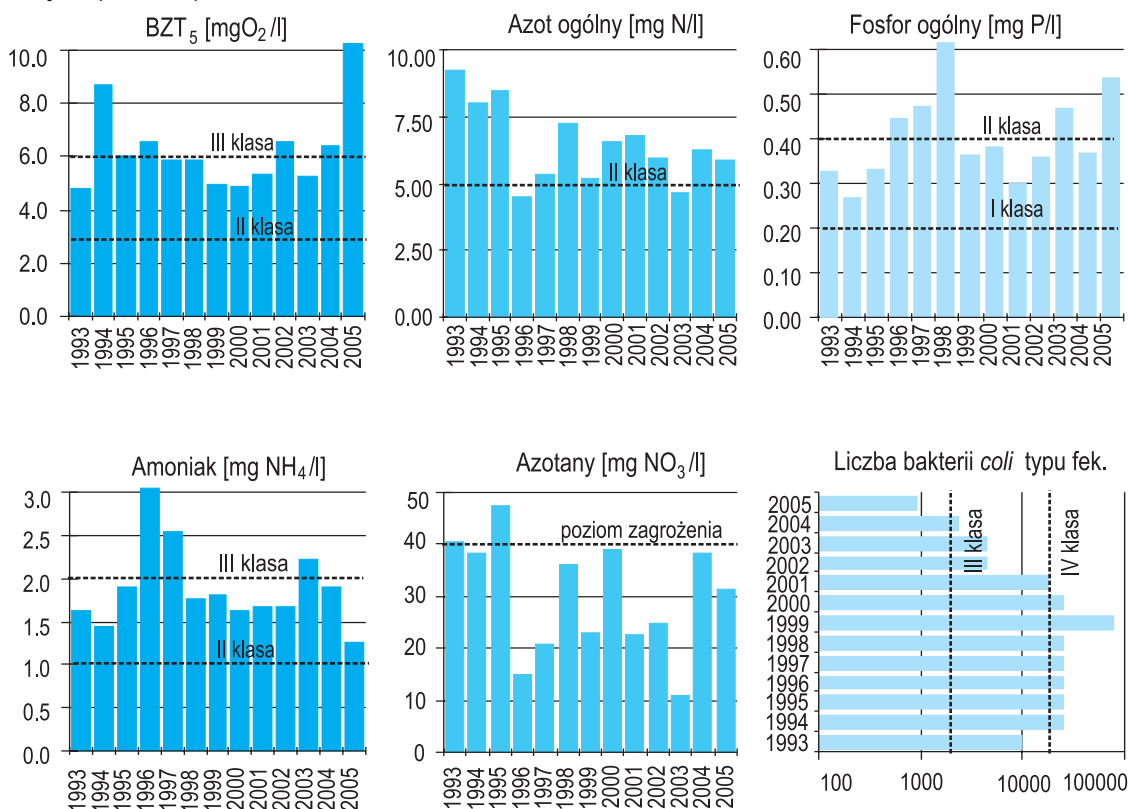 BZT5 [mgO2/l]
10.0
8.0
6.0
4.0
2.0
0.0
III klasa
II klasa
1993 1994 1995 1996 1997 1998 1999 2000 2001 2002 2003 2004 2005
Azot ogólny [mg N/l]
10.00
7.50
5.00
2.50
0.00
II klasa
1993 1994 1995 1996 1997 1998 1999 2000 2001 2002 2003 2004 2005
Fosfor ogólny [mg P/l]
0.60
0.50
0.40
0.30
0.20
0.10
0.00
II klasa
I klasa
1993 1994 1995 1996 1997 1998 1999 2000 2001 2002 2003 2004 2005
Amoniak [mg NH4/l]
3.0
2.5
2.0
1.5
1.0
0.5
0.0
III klasa
II klasa
1993 1994 1995 1996 1997 1998 1999 2000 2001 2002 2003 2004 2005
Azotany [mg NO3/l]
50
40
30
20
10
0
poziom zagrożenia
1993 1994 1995 1996 1997 1998 1999 2000 2001 2002 2003 2004 2005
Liczba bakterii coli typu fek.
2005
2004
2003
2002
2001
2000
1999
1998
1997
1996
1995
1994
1993
III klasa
IV klasa
100 1000 10000 100000